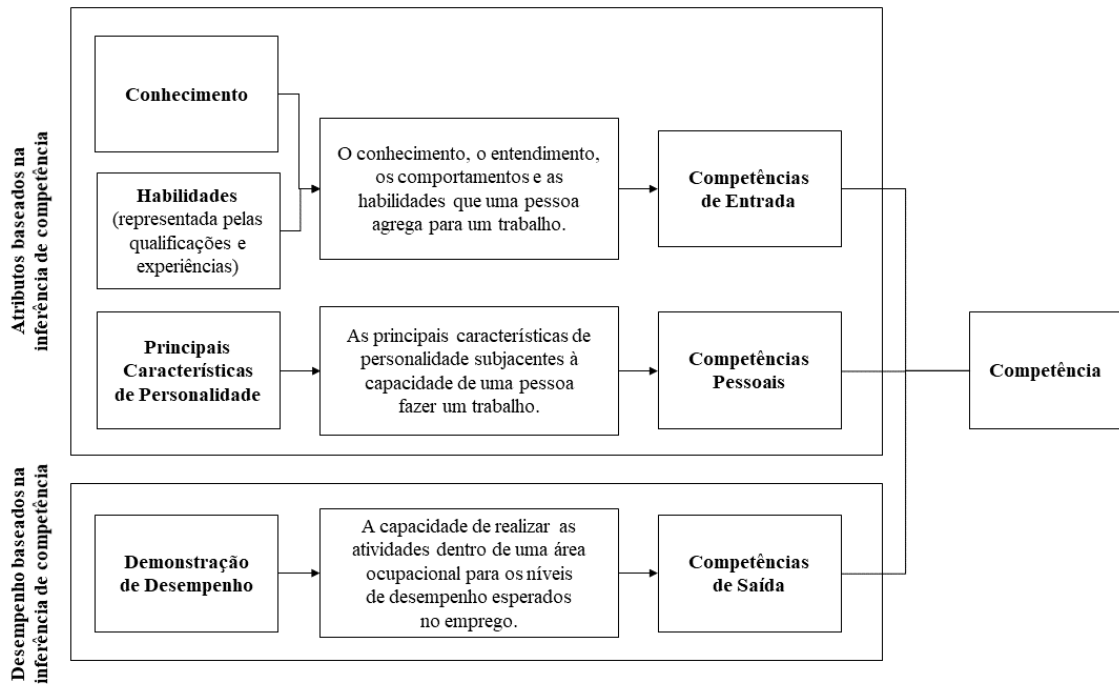 Atributos baseados na
inferência de competência
Conhecimento
Habilidades
(representada pelas
qualificações e
experiências)
O conhecimento, o entendimento,
os comportamentos e as
habilidades que uma pessoa
agrega para um trabalho.
Competências
de Entrada
Principais
Características
de Personalidade
As principais características de
personalidade subjacentes à
capacidade de uma pessoa
fazer um trabalho.
Competências
Pessoais
Competência
Desempenho baseados na
inferência de competência
Demonstração
de Desempenho
A capacidade de realizar as
atividades dentro de uma área
ocupacional para os níveis
de desempenho esperados
no emprego.
Competências
de Saída